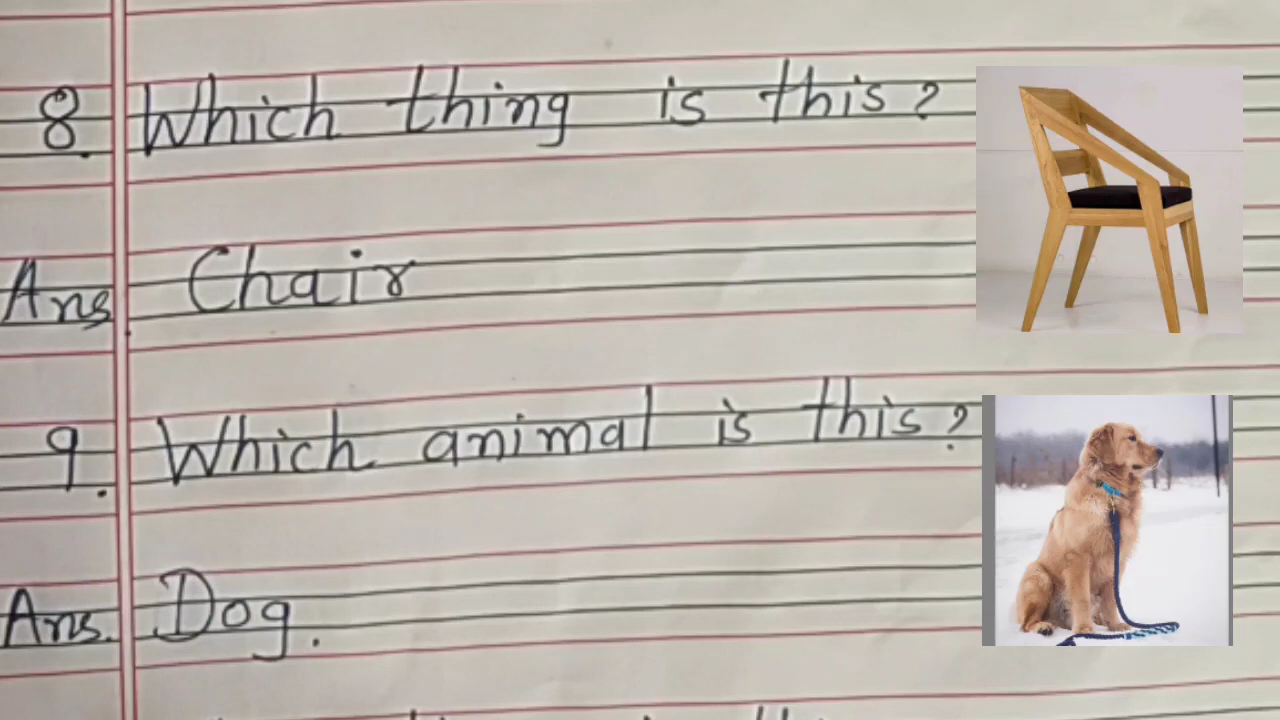 8. Which thing is this?
Ans. Chair
9. Which animal is this?
Ans. Dog.